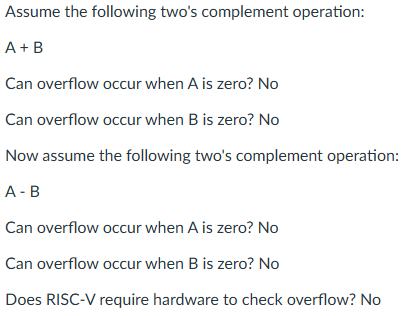 Assume the following two's complement operation:
A + B
Can overflow occur when A is zero? No
Can overflow occur when B is zero? No
Now assume the following two's complement operation:
A - B
Can overflow occur when A is zero? No
Can overflow occur when B is zero? No
Does RISC-V require hardware to check overflow? No